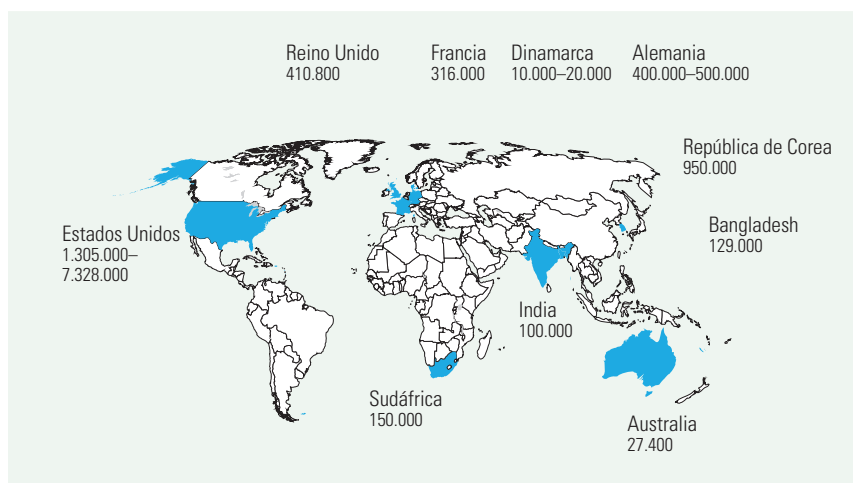 Reino Unido
410.800
Francia
316.000
Dinamarca
10.000–20.000
Alemania
400.000–500.000
República de Corea
950.000
Estados Unidos
1.305.000–
7.328.000
Bangladesh
129.000
India
100.000
Sudáfrica
150.000
Australia
27.400